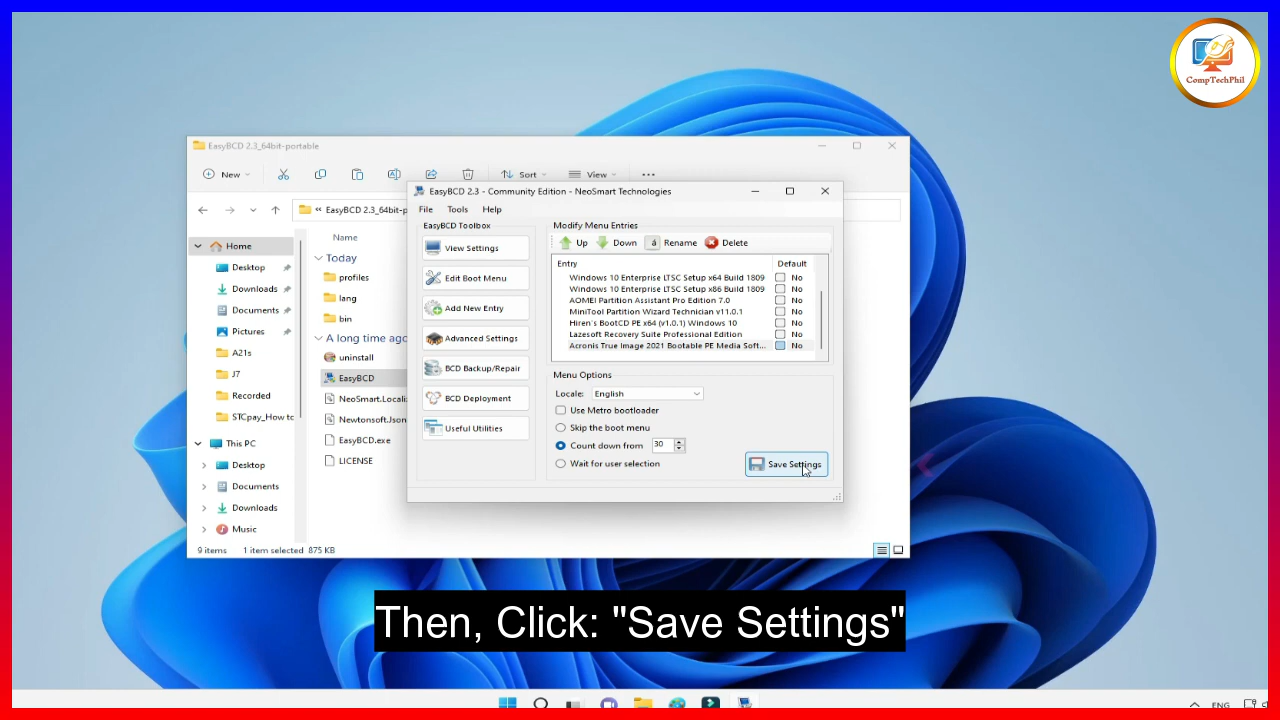 CompTechPhil
EasyBCD 2.3_64bit-portable
New
Sort
View
EasyBCD 2.3_64bit-p
Home
Desktop
Downloads
Documents
Pictures
A21s
J7
Recorded
STCpay_How to
This PC
Desktop
Documents
Downloads
Music
Name
Today
profiles
lang
bin
A long time ago
uninstall
EasyBCD
NeoSmart.Locali
Newtonsoft.Json
EasyBCD.exe
LICENSE
9 items 1 item selected 875 KB
EasyBCD 2.3 - Community Edition - NeoSmart Technologies
File Tools Help
EasyBCD Toolbox
View Settings
Edit Boot Menu
Add New Entry
Advanced Settings
BCD Backup/Repair
BCD Deployment
Useful Utilities
Modify Menu Entries
Up Down Rename Delete
Entry Default
Windows 10 Enterprise LTSC Setup x64 Build 1809 No
Windows 10 Enterprise LTSC Setup x86 Build 1809 No
AOMEI Partition Assistant Pro Edition 7.0 No
MiniTool Partition Wizard Technician v11.0.1 No
Hiren's BootCD PE x64 (v1.0.1) Windows 10 No
Lazesoft Recovery Suite Professional Edition No
Acronis True Image 2021 Bootable PE Media Soft... No
Menu Options
Locale: English
Use Metro bootloader
Skip the boot menu
Count down from 30
Wait for user selection
Save Settings
Then, Click: "Save Settings"
ENG